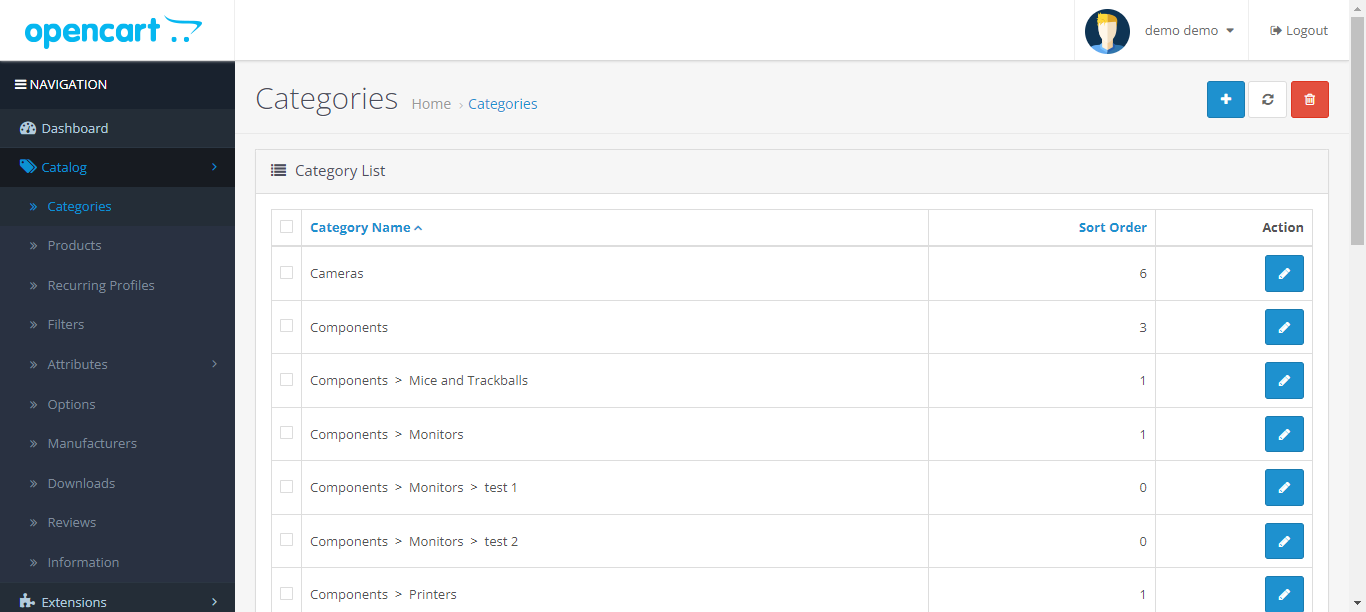 opencart
demo demo
Logout
NAVIGATION
Dashboard
Catalog
Categories
Products
Recurring Profiles
Filters
Attributes
Options
Manufacturers
Downloads
Reviews
Information
Extensions
Categories Home › Categories
Category List
Category Name Sort Order Action
Cameras 6
Components 3
Components > Mice and Trackballs 1
Components > Monitors 1
Components > Monitors > test 1 0
Components > Monitors > test 2 0
Components > Printers 1